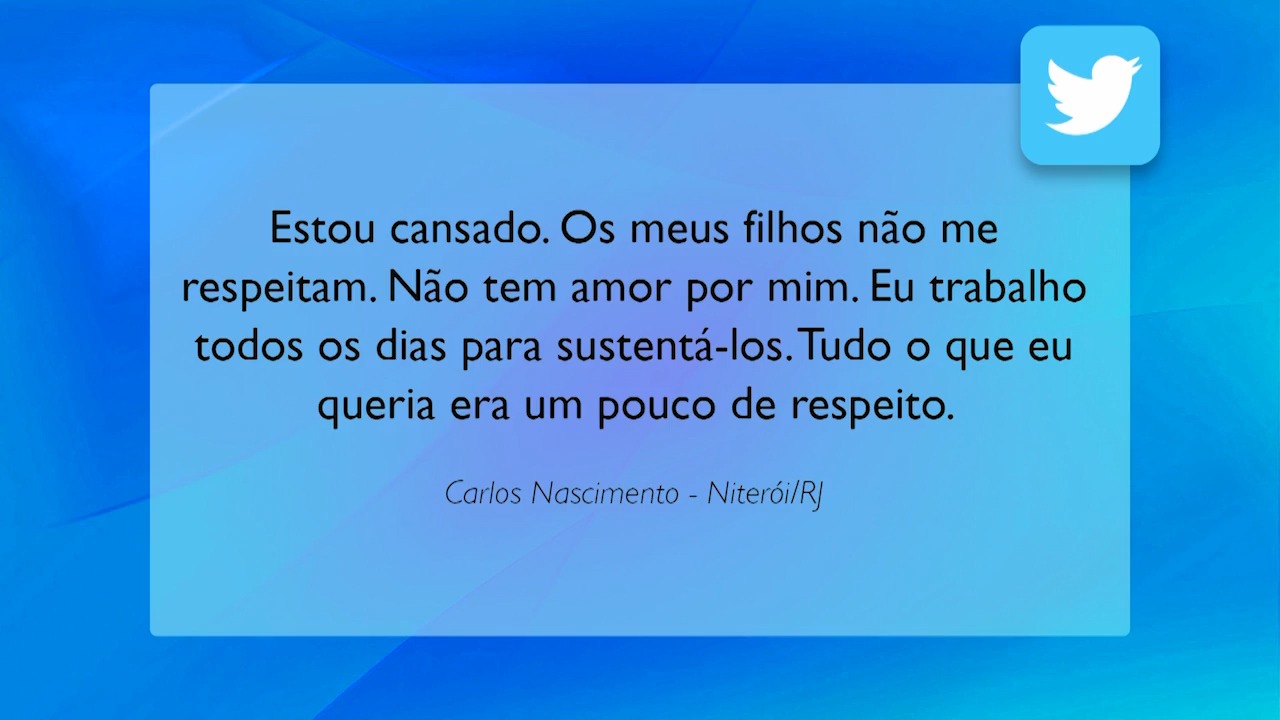 Estou cansado. Os meus filhos não me
respeitam. Não tem amor por mim. Eu trabalho
todos os dias para sustentá-los. Tudo o que eu
queria era um pouco de respeito.
Carlos Nascimento - Niterói/RJ